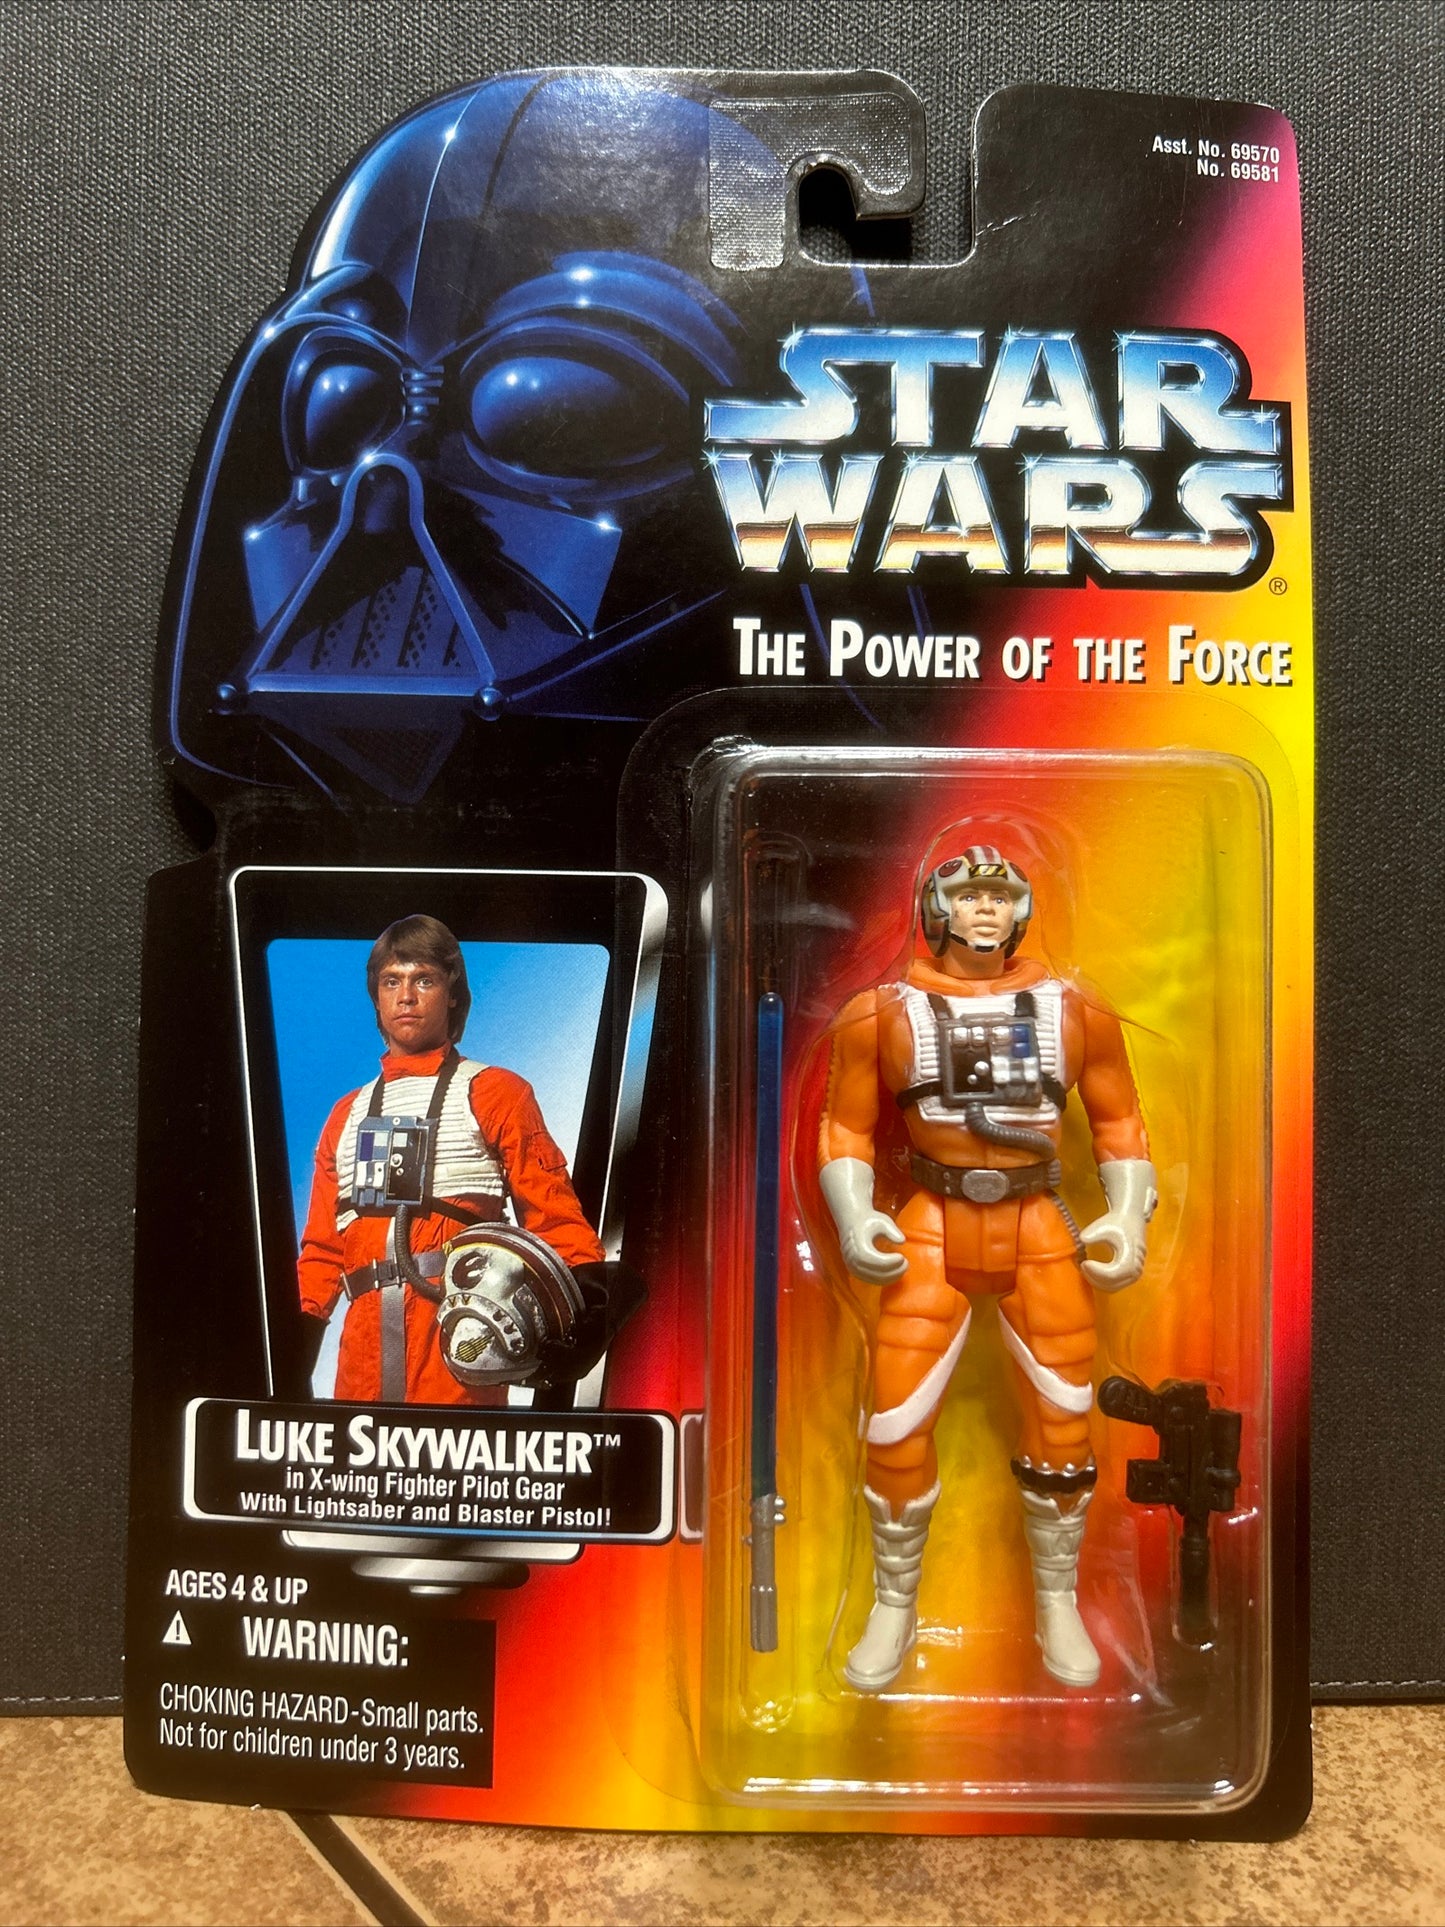 Asst. No. 69570
No. 69581
STAR
WARS
®
THE POWER OF THE FORCE
LUKE SKYWALKER™
in X-wing Fighter Pilot Gear
With Lightsaber and Blaster Pistol!
AGES 4 & UP
WARNING:
CHOKING HAZARD-Small parts.
Not for children under 3 years.